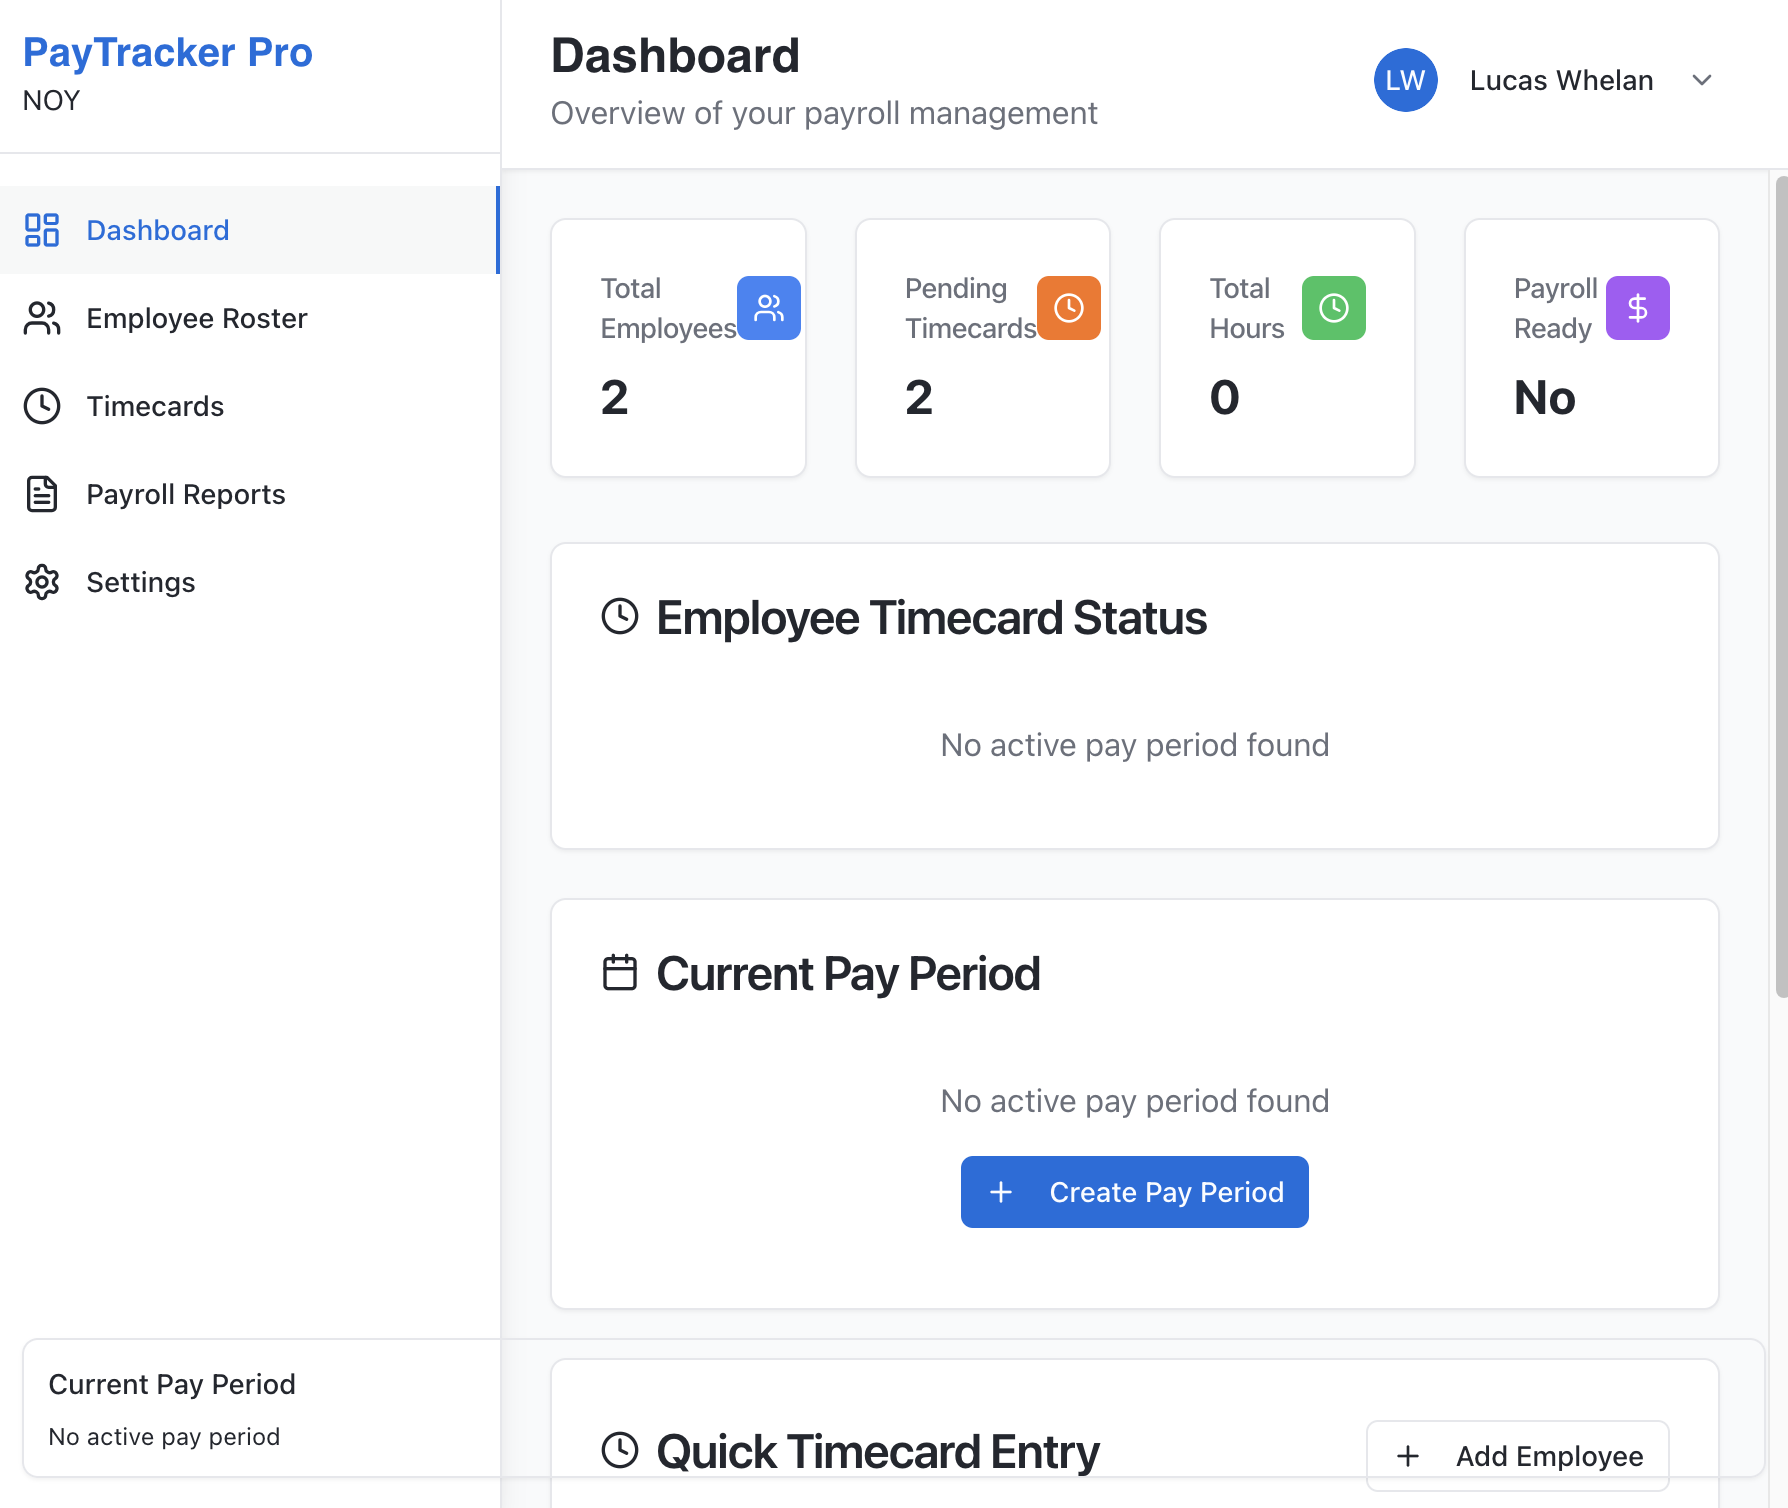 PayTracker Pro
NOY
Dashboard
Employee Roster
Timecards
Payroll Reports
Settings
Current Pay Period
No active pay period
Dashboard
Overview of your payroll management
LW
Lucas Whelan
Total
Employees
2
Pending
Timecards
2
Total
Hours
0
Payroll
Ready
No
Employee Timecard Status
No active pay period found
Current Pay Period
No active pay period found
Create Pay Period
Quick Timecard Entry
Add Employee